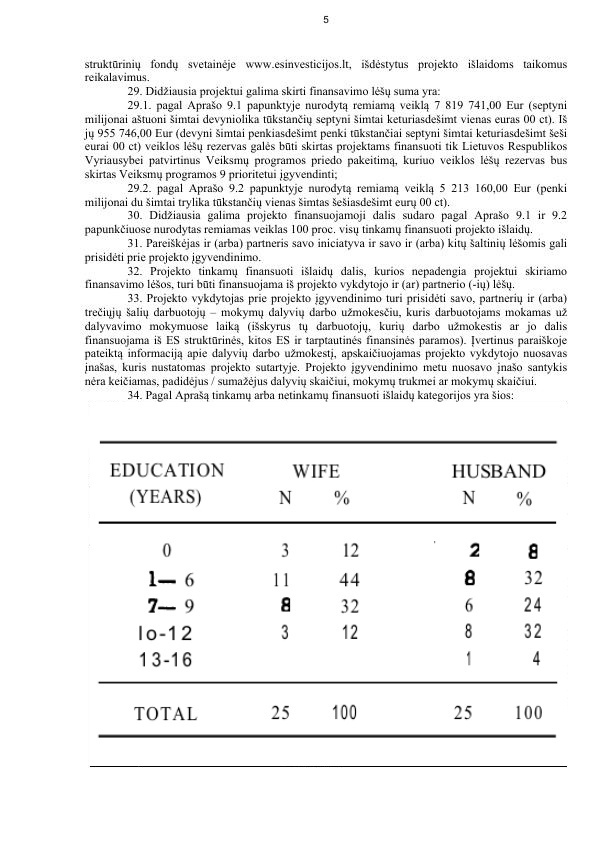 5
struktūrinių fondų svetainėje www.esinvesticijos.lt, išdėstytus projekto išlaidoms taikomus
reikalavimus.
29. Didžiausia projektui galima skirti finansavimo lėšų suma yra:
29.1. pagal Aprašo 9.1 papunktyje nurodytą remiamą veiklą 7 819 741,00 Eur (septyni
milijonai aštuoni šimtai devyniolika tūkstančių septyni šimtai keturiasdešimt vienas euras 00 ct). Iš
jų 955 746,00 Eur (devyni šimtai penkiasdešimt penki tūkstančiai septyni šimtai keturiasdešimt šeši
eurai 00 ct) veiklos lėšų rezervas galės būti skirtas projektams finansuoti tik Lietuvos Respublikos
Vyriausybei patvirtinus Veiksmų programos priedo pakeitimą, kuriuo veiklos lėšų rezervas bus
skirtas Veiksmų programos 9 prioritetui įgyvendinti;
29.2. pagal Aprašo 9.2 papunktyje nurodytą remiamą veiklą 5 213 160,00 Eur (penki
milijonai du šimtai trylika tūkstančių vienas šimtas šešiasdešimt eurų 00 ct).
30. Didžiausia galima projekto finansuojamoji dalis sudaro pagal Aprašo 9.1 ir 9.2
papunkčiuose nurodytas remiamas veiklas 100 proc. visų tinkamų finansuoti projekto išlaidų.
31. Pareiškėjas ir (arba) partneris savo iniciatyva ir savo ir (arba) kitų šaltinių lėšomis gali
prisidėti prie projekto įgyvendinimo.
32. Projekto tinkamų finansuoti išlaidų dalis, kurios nepadengia projektui skiriamo
finansavimo lėšos, turi būti finansuojama iš projekto vykdytojo ir (ar) partnerio (-ių) lėšų.
33. Projekto vykdytojas prie projekto įgyvendinimo turi prisidėti savo, partnerių ir (arba)
trečiųjų šalių darbuotojų – mokymų dalyvių darbo užmokesčiu, kuris darbuotojams mokamas už
dalyvavimo mokymuose laiką (išskyrus tų darbuotojų, kurių darbo užmokestis ar jo dalis
finansuojama iš ES struktūrinės, kitos ES ir tarptautinės finansinės paramos). Įvertinus paraiškoje
pateiktą informaciją apie dalyvių darbo užmokestį, apskaičiuojamas projekto vykdytojo nuosavas
įnašas, kuris nustatomas projekto sutartyje. Projekto įgyvendinimo metu nuosavo įnašo santykis
nėra keičiamas, padidėjus / sumažėjus dalyvių skaičiui, mokymų trukmei ar mokymų skaičiui.
34. Pagal Aprašą tinkamų arba netinkamų finansuoti išlaidų kategorijos yra šios:
EDUCATION WIFE HUSBAND
(YEARS) N % N %
0 3 12 2 8
1— 6 11 44 8 32
7— 9 8 32 6 24
lo-12 3 12 8 32
13-16 1 4
TOTAL 25 100 25 100